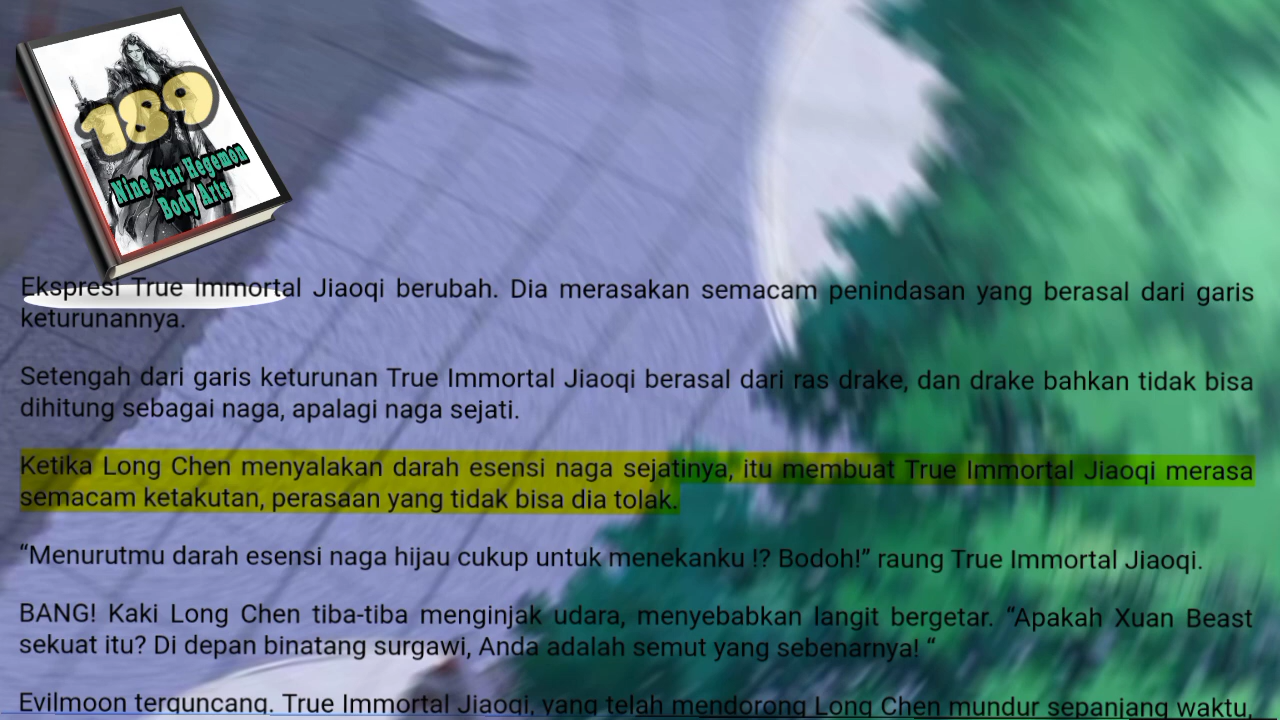 189
Nine Star Hegemon
Body Arts
Ekspresi True Immortal Jiaoqi berubah. Dia merasakan semacam penindasan yang berasal dari garis
keturunannya.
Setengah dari garis keturunan True Immortal Jiaoqi berasal dari ras drake, dan drake bahkan tidak bisa
dihitung sebagai naga, apalagi naga sejati.
Ketika Long Chen menyalakan darah esensi naga sejatinya, itu membuat True Immortal Jiaoqi merasa
semacam ketakutan, perasaan yang tidak bisa dia tolak.
“Menurutmu darah esensi naga hijau cukup untuk menekanku !? Bodoh!” raung True Immortal Jiaoqi.
BANG! Kaki Long Chen tiba-tiba menginjak udara, menyebabkan langit bergetar. “Apakah Xuan Beast
sekuat itu? Di depan binatang surgawi, Anda adalah semut yang sebenarnya! “
Evilmoon terguncang. True Immortal Jiaoqi, yang telah mendorong Long Chen mundur sepanjang waktu,